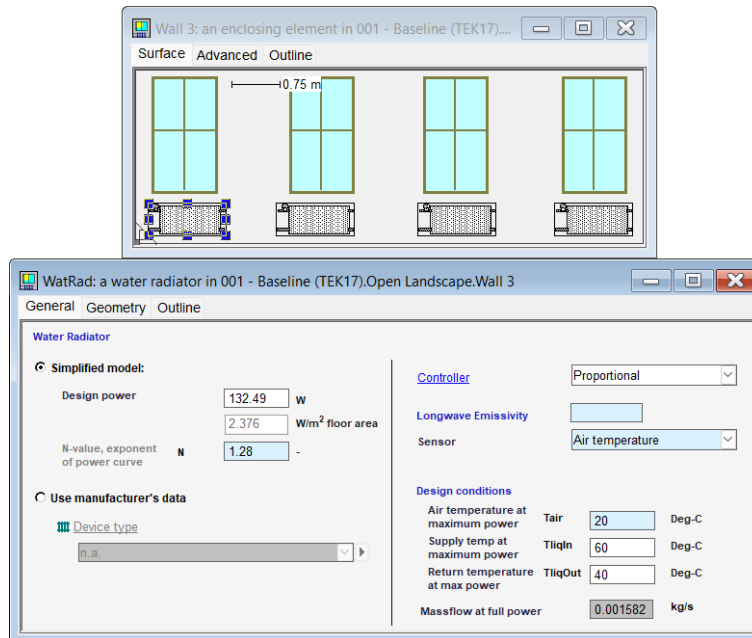 Wall 3: an enclosing element in 001 - Baseline (TEK17)....
Surface Advanced Outline
0.75 m
WatRad: a water radiator in 001 - Baseline (TEK17).Open Landscape.Wall 3
General Geometry Outline
Water Radiator
Simplified model:
Design power 132.49 W
2.376 W/m² floor area
N-value, exponent of power curve N 1.28 -
Use manufacturer's data
Device type
n.a.
Controller Proportional
Longwave Emissivity
Sensor Air temperature
Design conditions
Air temperature at maximum power Tair 20 Deg-C
Supply temp at maximum power TliqIn 60 Deg-C
Return temperature at max power TliqOut 40 Deg-C
Massflow at full power 0.001582 kg/s